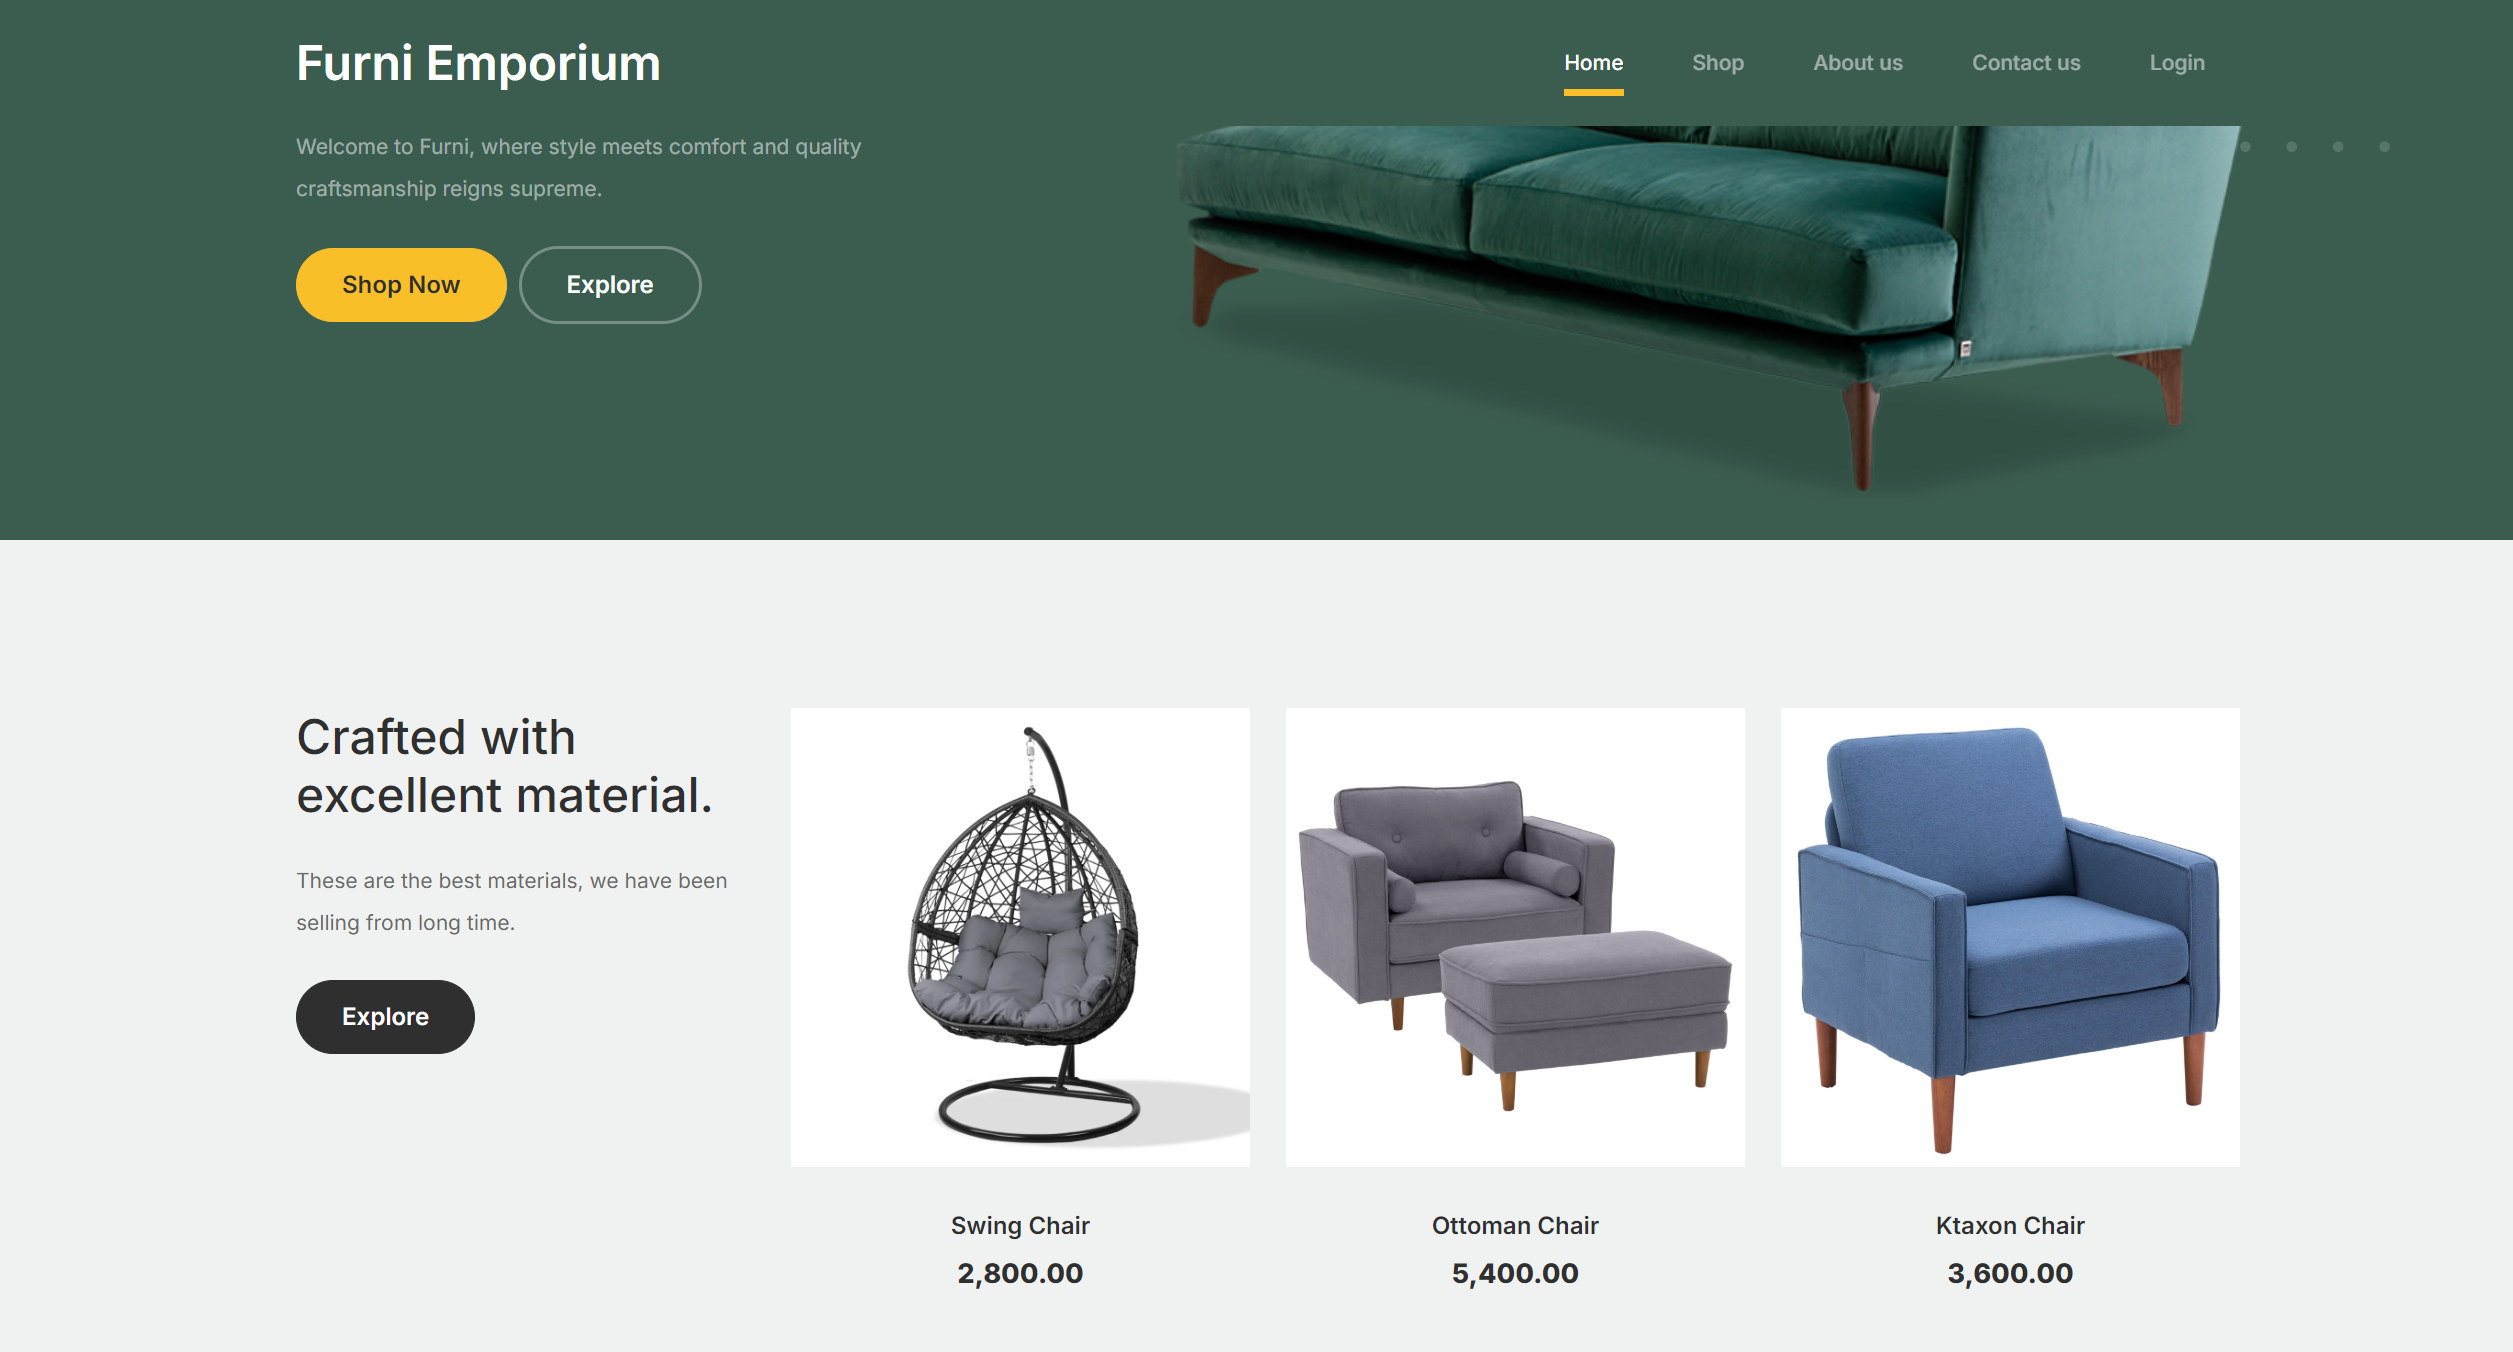 Furni Emporium
Home
Shop
About us
Contact us
Login
Welcome to Furni, where style meets comfort and quality
craftsmanship reigns supreme.
Shop Now
Explore
Crafted with
excellent material.
These are the best materials, we have been
selling from long time.
Explore
Swing Chair
2,800.00
Ottoman Chair
5,400.00
Ktaxon Chair
3,600.00